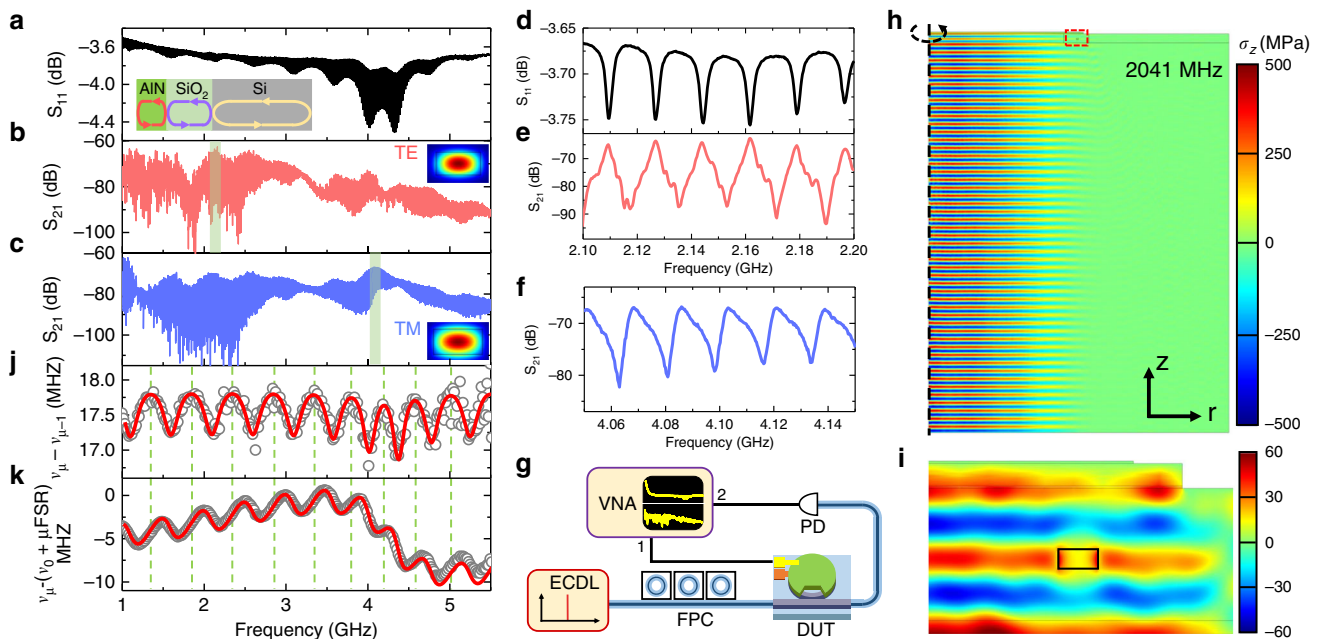 a
−3.6
−4.0
−4.4
S11 (dB)
AlN
SiO2
Si
b
−60
−80
−100
S21 (dB)
TE
c
−60
−80
−100
S21 (dB)
TM
j
18.0
17.5
17.0
νμ − νμ−1 (MHZ)
k
0
−5
−10
νμ-(ν0 + μFSR)
MHZ
1
2
3
4
5
Frequency (GHz)
d
−3.65
−3.70
−3.75
S11 (dB)
e
−70
−80
−90
S21 (dB)
2.10
2.12
2.14
2.16
2.18
2.20
Frequency (GHz)
f
−70
−80
S21 (dB)
4.06
4.08
4.10
4.12
4.14
Frequency (GHz)
g
VNA
2
1
PD
ECDL
FPC
DUT
h
2041 MHz
z
r
σz (MPa)
500
250
0
−250
−500
i
60
30
0
−30
−60